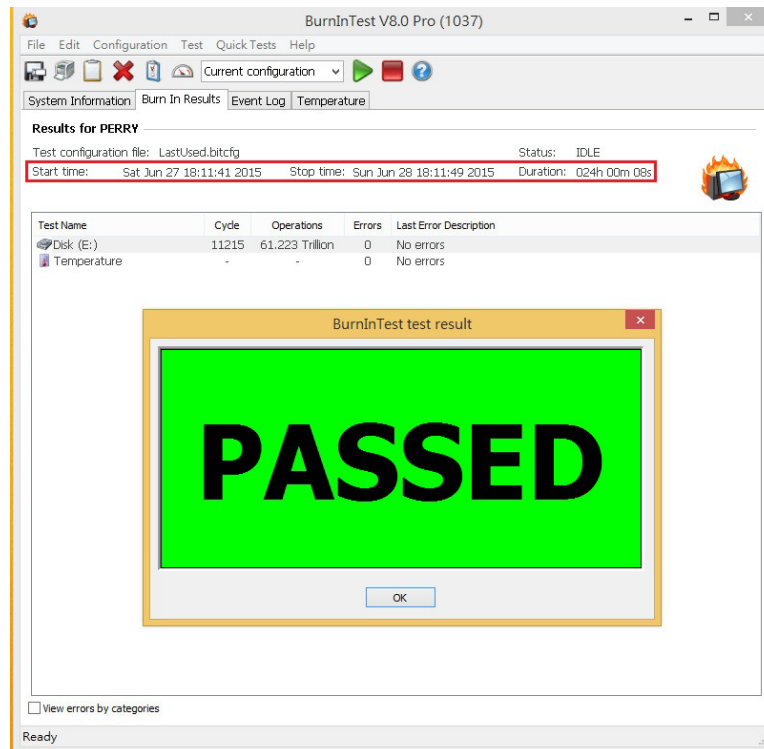 BurnInTest V8.0 Pro (1037)
File Edit Configuration Test Quick Tests Help
Current configuration
System Information Burn In Results Event Log Temperature
Results for PERRY
Test configuration file: LastUsed.bitcfg Status: IDLE
Start time: Sat Jun 27 18:11:41 2015 Stop time: Sun Jun 28 18:11:49 2015 Duration: 024h 00m 08s
Test Name Cycle Operations Errors Last Error Description
Disk (E:) 11215 61.223 Trillion 0 No errors
Temperature - - 0 No errors
BurnInTest test result
PASSED
OK
View errors by categories
Ready